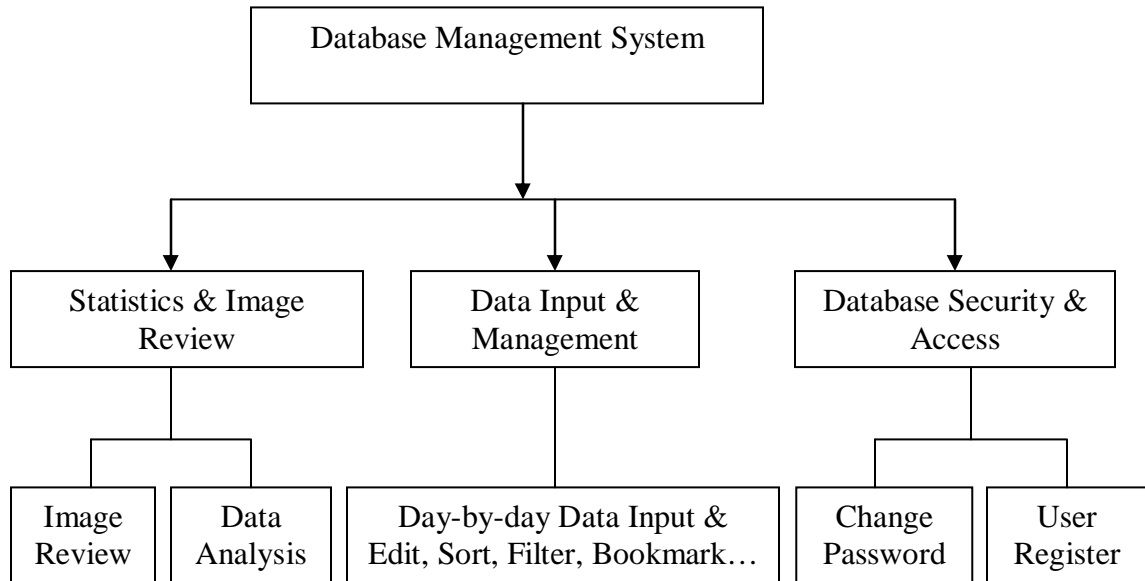 Database Management System
Statistics & Image
Review
Data Input &
Management
Database Security &
Access
Image
Review
Data
Analysis
Day-by-day Data Input &
Edit, Sort, Filter, Bookmark…
Change
Password
User
Register